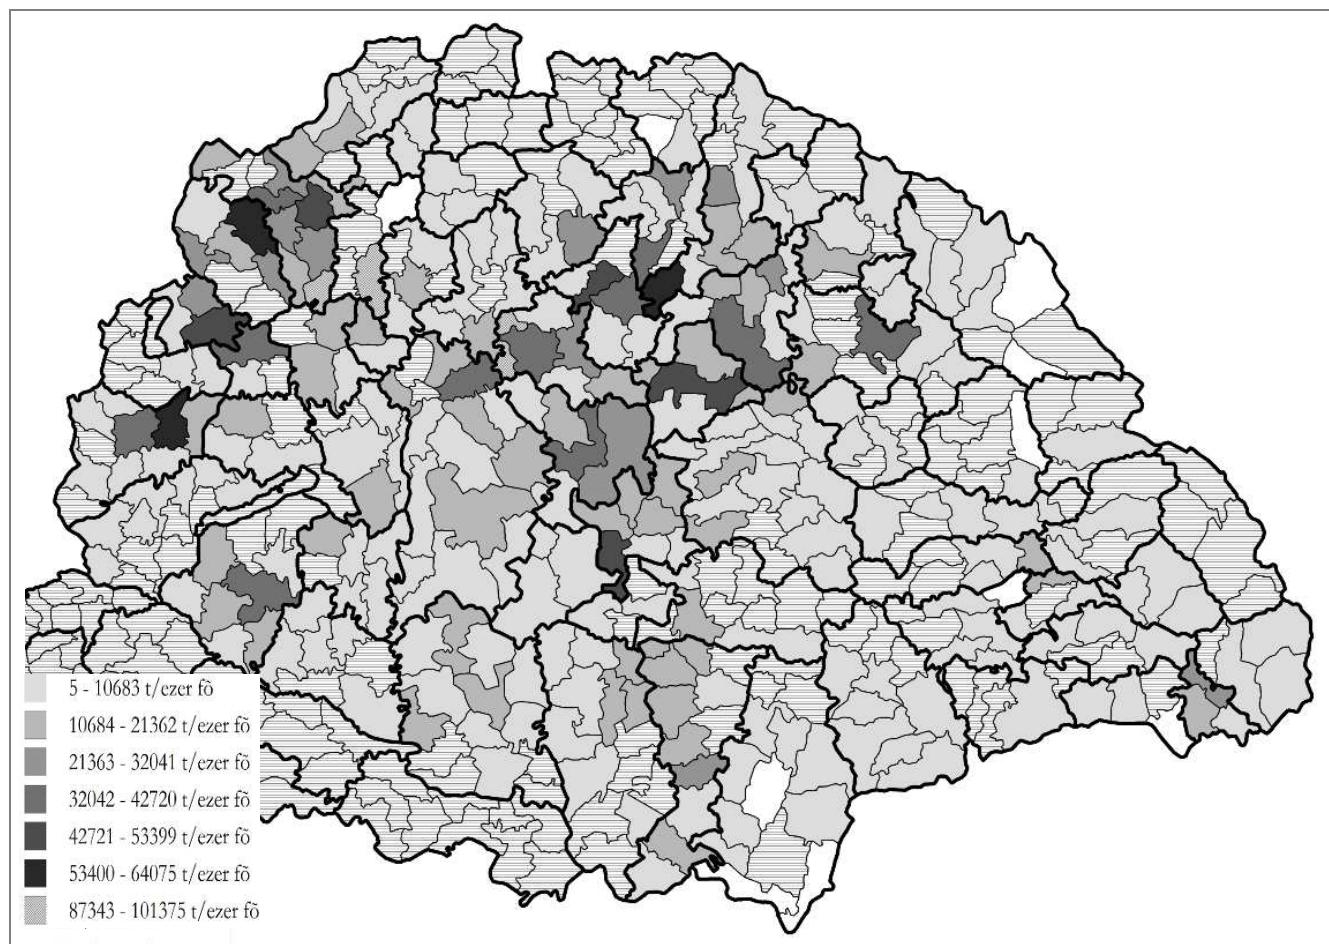 5 - 10683 t/ezer fõ
10684 - 21362 t/ezer fõ
21363 - 32041 t/ezer fõ
32042 - 42720 t/ezer fõ
42721 - 53399 t/ezer fõ
53400 - 64075 t/ezer fõ
87343 - 101375 t/ezer fõ